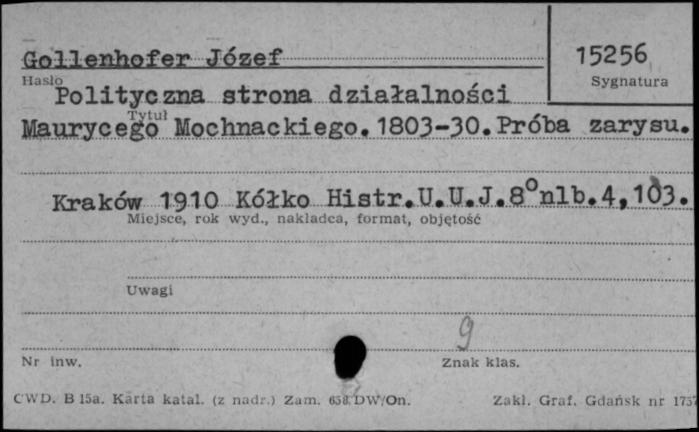 Gollenhofer Józef
15256
Hasło
Sygnatura
Polityczna strona działalności
Tytuł
Maurycego Mochnackiego. 1803-30. Próba zarysu.
Kraków 1910 Kółko Histr. U. U. J. 8° nlb. 4, 103.
Miejsce, rok wyd., nakładca, format, objętość
Uwagi
9
Nr inw.
Znak klas.
CWD. B 15a. Karta katal. (z nadr.) Zam. 658. DW/On.
Zakł. Graf. Gdańsk nr 1757